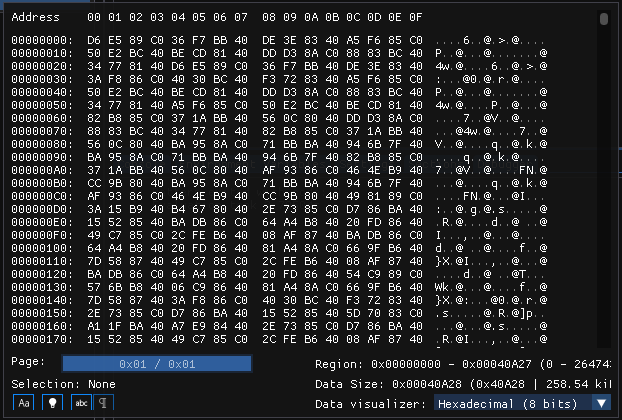 Address 00 01 02 03 04 05 06 07 08 09 0A 0B 0C 0D 0E 0F
00000000: D6 E5 89 C0 36 F7 BB 40 DE 3E 83 40 A5 F6 85 C0 ....6..@.>.@....
00000010: 50 E2 BC 40 BE CD 81 40 DD D3 8A C0 88 83 BC 40 P..@...@.......@
00000020: 34 77 81 40 D6 E5 89 C0 36 F7 BB 40 DE 3E 83 40 4w.@....6..@.>.@
00000030: 3A F8 86 C0 40 30 BC 40 F3 72 83 40 A5 F6 85 C0 :...@0.@.r.@....
00000040: 50 E2 BC 40 BE CD 81 40 DD D3 8A C0 88 83 BC 40 P..@...@.......@
00000050: 34 77 81 40 A5 F6 85 C0 50 E2 BC 40 BE CD 81 40 4w.@....P..@...@
00000060: 82 B8 85 C0 37 1A BB 40 56 0C 80 40 DD D3 8A C0 ....7..@V..@....
00000070: 88 83 BC 40 34 77 81 40 82 B8 85 C0 37 1A BB 40 ...@4w.@....7..@
00000080: 56 0C 80 40 BA 95 8A C0 71 BB BA 40 94 6B 7F 40 V..@....q..@.k.@
00000090: BA 95 8A C0 71 BB BA 40 94 6B 7F 40 82 B8 85 C0 ....q..@.k.@....
000000A0: 37 1A BB 40 56 0C 80 40 AF 93 86 C0 46 4E B9 40 7..@V..@....FN.@
000000B0: CC 9B 80 40 BA 95 8A C0 71 BB BA 40 94 6B 7F 40 ...@....q..@.k.@
000000C0: AF 93 86 C0 46 4E B9 40 CC 9B 80 40 49 81 89 C0 ....FN.@...@I...
000000D0: 3A 15 B9 40 B4 67 80 40 2E 73 85 C0 D7 86 BA 40 :..@.g.@.s.....@
000000E0: 15 52 85 40 BA DB 86 C0 64 A4 B8 40 20 FD 86 40 .R.@....d..@ ..@
000000F0: 49 C7 85 C0 2C FE B6 40 08 AF 87 40 BA DB 86 C0 I...,..@...@....
00000100: 64 A4 B8 40 20 FD 86 40 81 A4 8A C0 66 9F B6 40 d..@ ..@....f..@
00000110: 7D 58 87 40 49 C7 85 C0 2C FE B6 40 08 AF 87 40 }X.@I...,..@...@
00000120: BA DB 86 C0 64 A4 B8 40 20 FD 86 40 54 C9 89 C0 ....d..@ ..@T...
00000130: 57 6B B8 40 06 C9 86 40 81 A4 8A C0 66 9F B6 40 Wk.@...@....f..@
00000140: 7D 58 87 40 3A F8 86 C0 40 30 BC 40 F3 72 83 40 }X.@:...@0.@.r.@
00000150: 2E 73 85 C0 D7 86 BA 40 15 52 85 40 5D 70 83 C0 .s.....@.R.@]p..
00000160: A1 1F BA 40 A7 E9 84 40 2E 73 85 C0 D7 86 BA 40 ...@...@.s.....@
00000170: 15 52 85 40 49 C7 85 C0 2C FE B6 40 08 AF 87 40 .R.@I...,..@...@
Page: 0x01 / 0x01 Region: 0x00000000 - 0x00040A27 (0 - 26474
Selection: None Data Size: 0x00040A28 (0x40A28 | 258.54 ki
Aa abc ¶ Data visualizer: Hexadecimal (8 bits)